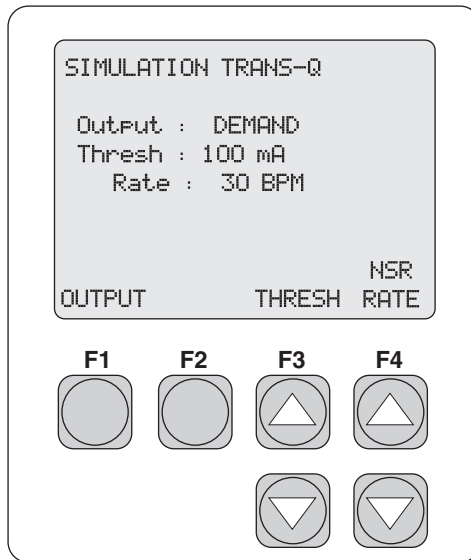 SIMULATION TRANS-Q
Output : DEMAND
Thresh : 100 mA
Rate : 30 BPM
NSR
OUTPUT THRESH RATE
F1 F2 F3 F4